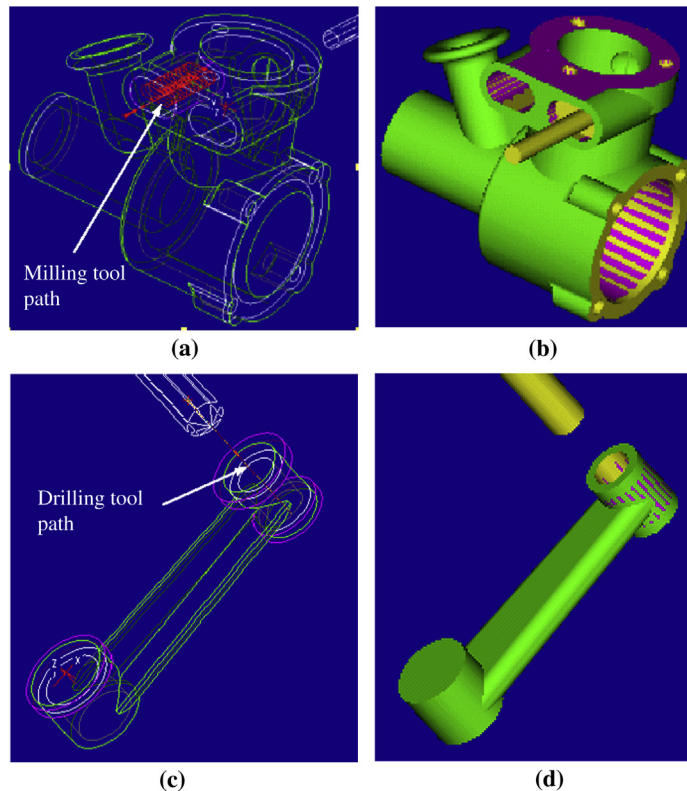 Milling tool
path
(a)
(b)
Drilling tool
path
Z
X
(c)
(d)